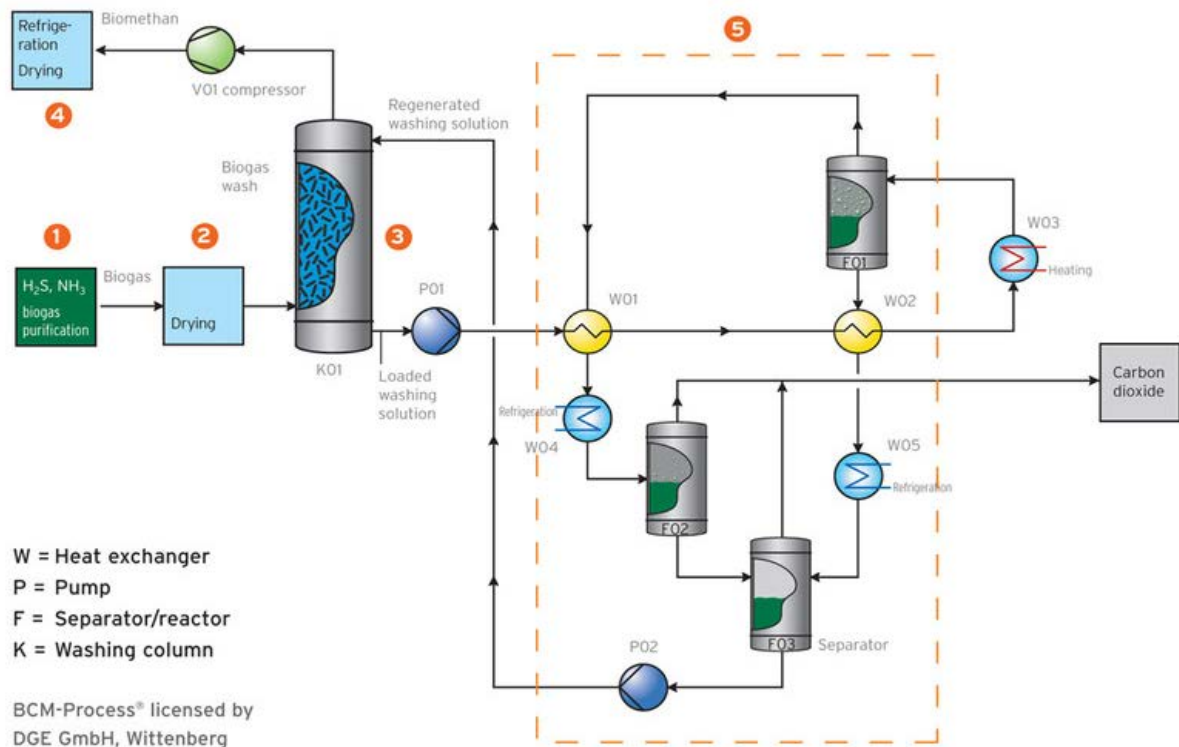 Refrige-
ration
Drying
Biomethan
4
V01 compressor
5
Regenerated
washing solution
Biogas
wash
3
1
2
H₂S, NH₃
biogas
purification
Biogas
Drying
K01
P01
Loaded
washing
solution
W01
W02
F01
W03
Heating
Refrigeration
W04
F02
W05
Refrigeration
Carbon
dioxide
F03
Separator
P02
W = Heat exchanger
P = Pump
F = Separator/reactor
K = Washing column
BCM-Process® licensed by
DGE GmbH, Wittenberg